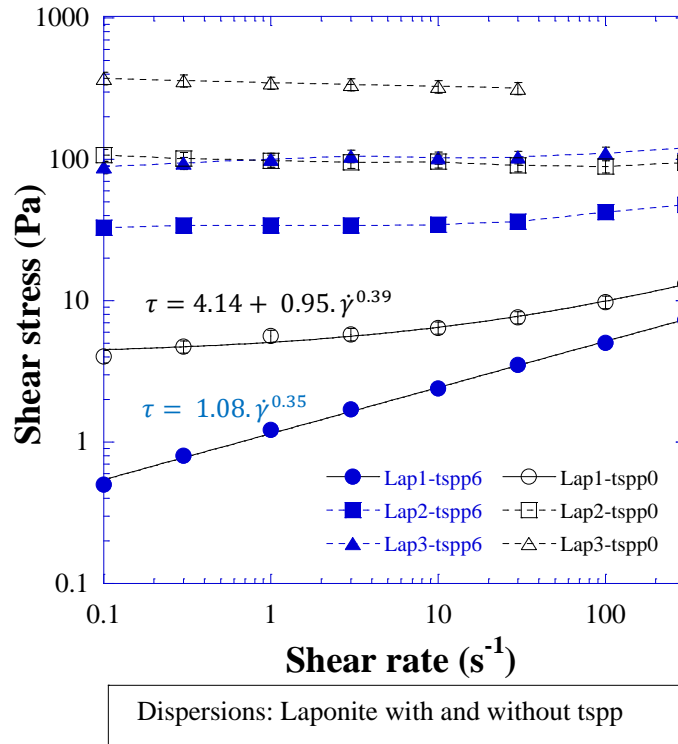 1000
100
10
1
0.1
Shear stress (Pa)
τ = 4.14 + 0.95.γ̇^0.39
τ = 1.08.γ̇^0.35
Lap1-tspp6 Lap1-tspp0
Lap2-tspp6 Lap2-tspp0
Lap3-tspp6 Lap3-tspp0
0.1 1 10 100
Shear rate (s^-1)
Dispersions: Laponite with and without tspp